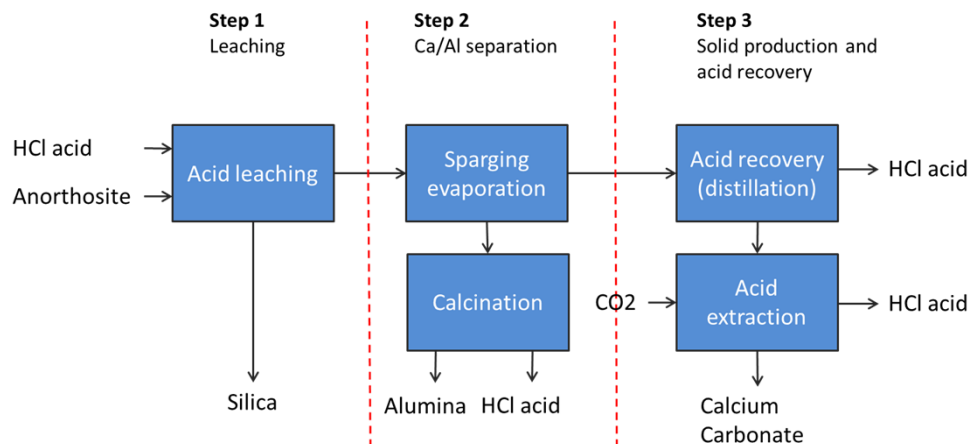 Step 1
Leaching
Step 2
Ca/Al separation
Step 3
Solid production and
acid recovery
HCl acid
Anorthosite
Acid leaching
Sparging
evaporation
Acid recovery
(distillation)
HCl acid
Calcination
CO2
Acid
extraction
HCl acid
Silica
Alumina
HCl acid
Calcium
Carbonate